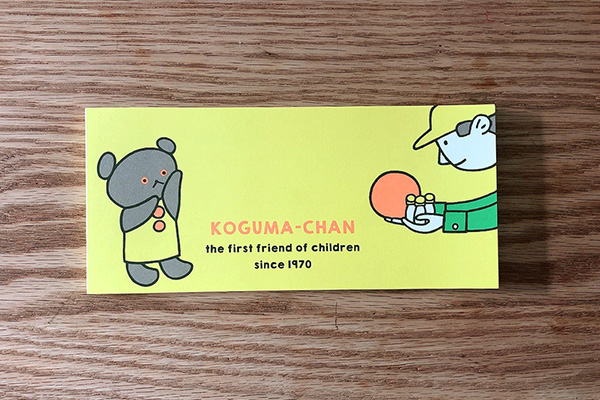 KOGUMA-CHAN
the first friend of children
since 1970